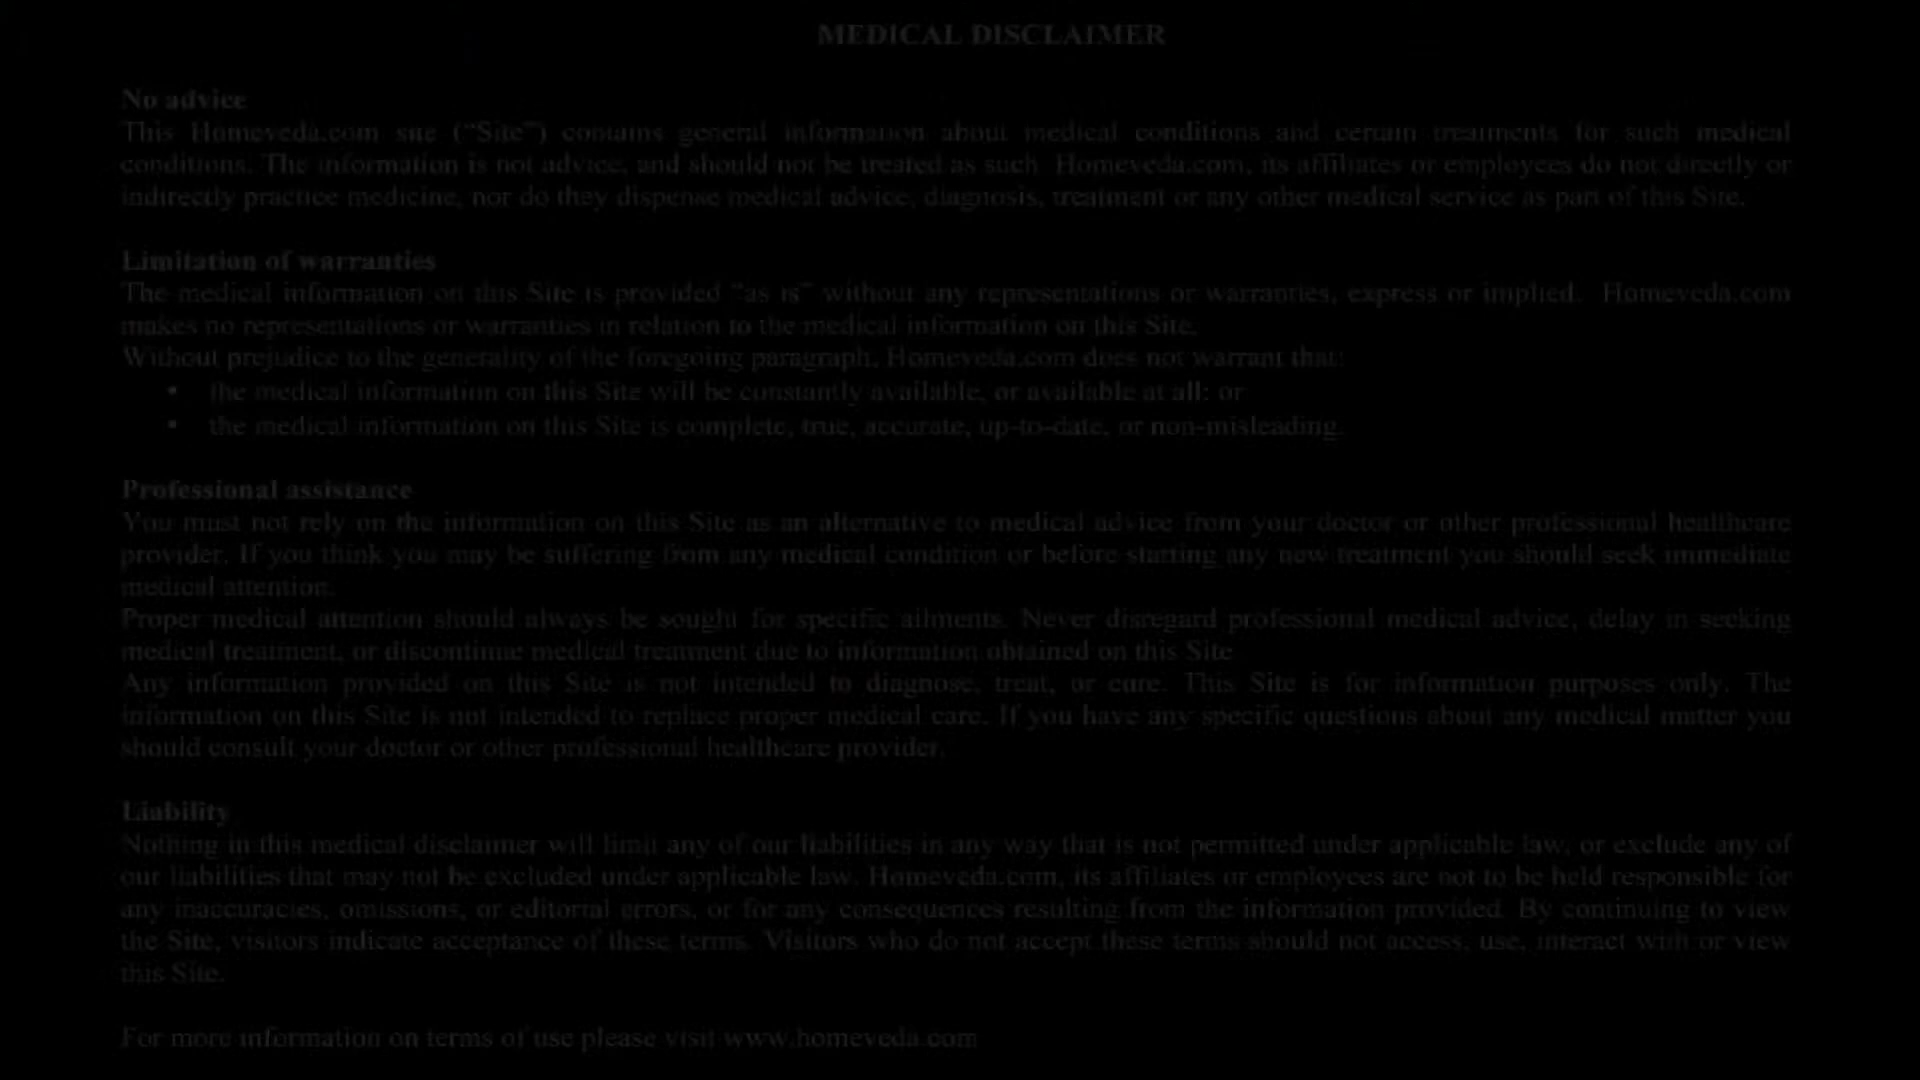 MEDICAL DISCLAIMER
No advice
This Homeveda.com site (“Site”) contains general information about medical conditions and certain treatments for such medical
conditions. The information is not advice, and should not be treated as such  Homeveda.com, its affiliates or employees do not directly or
indirectly practice medicine, nor do they dispense medical advice, diagnosis, treatment or any other medical service as part of this Site.
Limitation of warranties
The medical information on this Site is provided “as is” without any representations or warranties, express or implied.  Homeveda.com
makes no representations or warranties in relation to the medical information on this Site.
Without prejudice to the generality of the foregoing paragraph, Homeveda.com does not warrant that:
• the medical information on this Site will be constantly available, or available at all; or
• the medical information on this Site is complete, true, accurate, up-to-date, or non-misleading.
Professional assistance
You must not rely on the information on this Site as an alternative to medical advice from your doctor or other professional healthcare
provider. If you think you may be suffering from any medical condition or before starting any new treatment you should seek immediate
medical attention.
Proper medical attention should always be sought for specific ailments. Never disregard professional medical advice, delay in seeking
medical treatment, or discontinue medical treatment due to information obtained on this Site
Any information provided on this Site is not intended to diagnose, treat, or cure. This Site is for information purposes only. The
information on this Site is not intended to replace proper medical care. If you have any specific questions about any medical matter you
should consult your doctor or other professional healthcare provider.
Liability
Nothing in this medical disclaimer will limit any of our liabilities in any way that is not permitted under applicable law, or exclude any of
our liabilities that may not be excluded under applicable law. Homeveda.com, its affiliates or employees are not to be held responsible for
any inaccuracies, omissions, or editorial errors, or for any consequences resulting from the information provided. By continuing to view
the Site, visitors indicate acceptance of these terms. Visitors who do not accept these terms should not access, use, interact with or view
this Site.
For more information on terms of use please visit www.homeveda.com